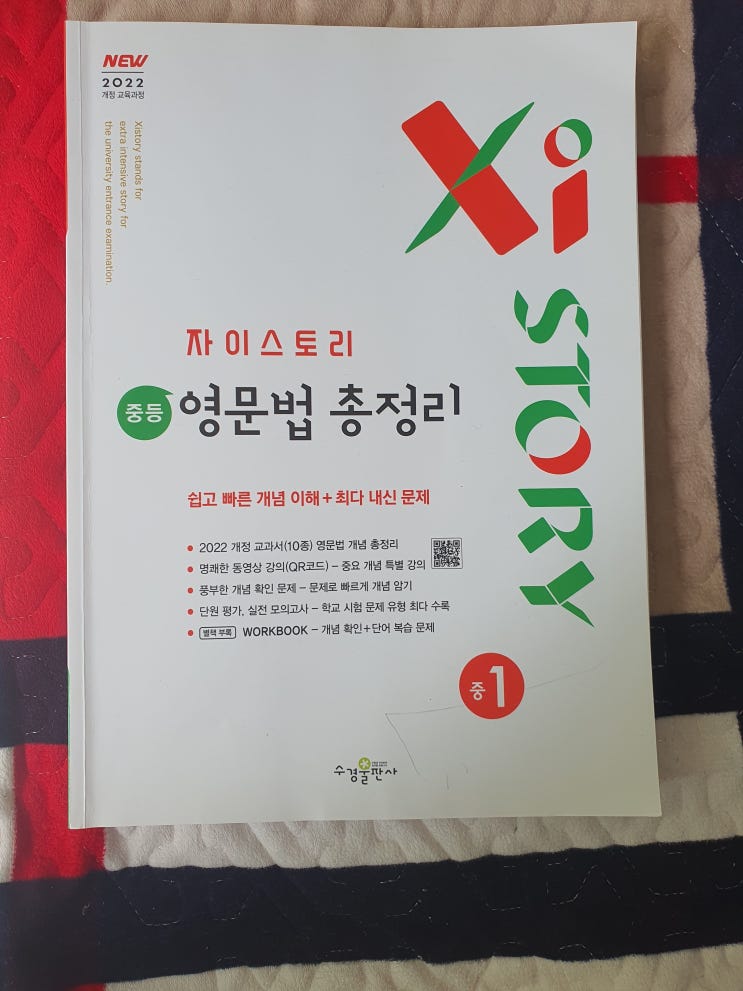 NEW
2022
개정 교육과정
Xistory stands for
extra intensive story for
the university entrance examination.
Xi
STORY
자이스토리
중등 영문법 총정리
쉽고 빠른 개념 이해 + 최다 내신 문제
• 2022 개정 교과서(10종) 영문법 개념 총정리
• 명쾌한 동영상 강의(QR코드) – 중요 개념 특별 강의
• 풍부한 개념 확인 문제 – 문제로 빠르게 개념 암기
• 단원 평가, 실전 모의고사 – 학교 시험 문제 유형 최다 수록
• 별책 부록 WORKBOOK – 개념 확인+단어 복습 문제
중1
수경출판사